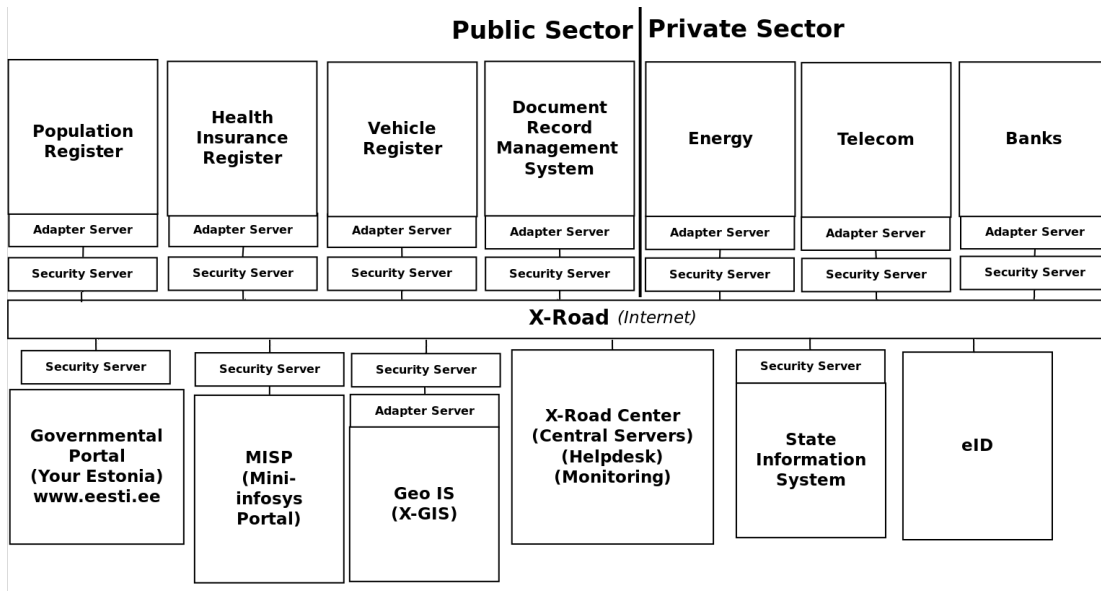 Public Sector
Private Sector
Population
Register
Health
Insurance
Register
Vehicle
Register
Document
Record
Management
System
Energy
Telecom
Banks
Adapter Server
Adapter Server
Adapter Server
Adapter Server
Adapter Server
Adapter Server
Adapter Server
Security Server
Security Server
Security Server
Security Server
Security Server
Security Server
Security Server
X-Road (Internet)
Security Server
Governmental
Portal
(Your Estonia)
www.eesti.ee
Security Server
MISP
(Mini-
infosys
Portal)
Security Server
Adapter Server
Geo IS
(X-GIS)
X-Road Center
(Central Servers)
(Helpdesk)
(Monitoring)
Security Server
State
Information
System
eID